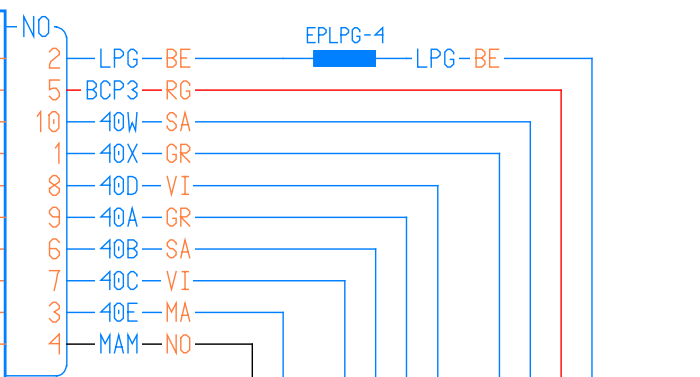 NO
EPLPG-4
2 LPG BE LPG BE
5 BCP3 RG
10 40W SA
1 40X GR
8 40D VI
9 40A GR
6 40B SA
7 40C VI
3 40E MA
4 MAM NO